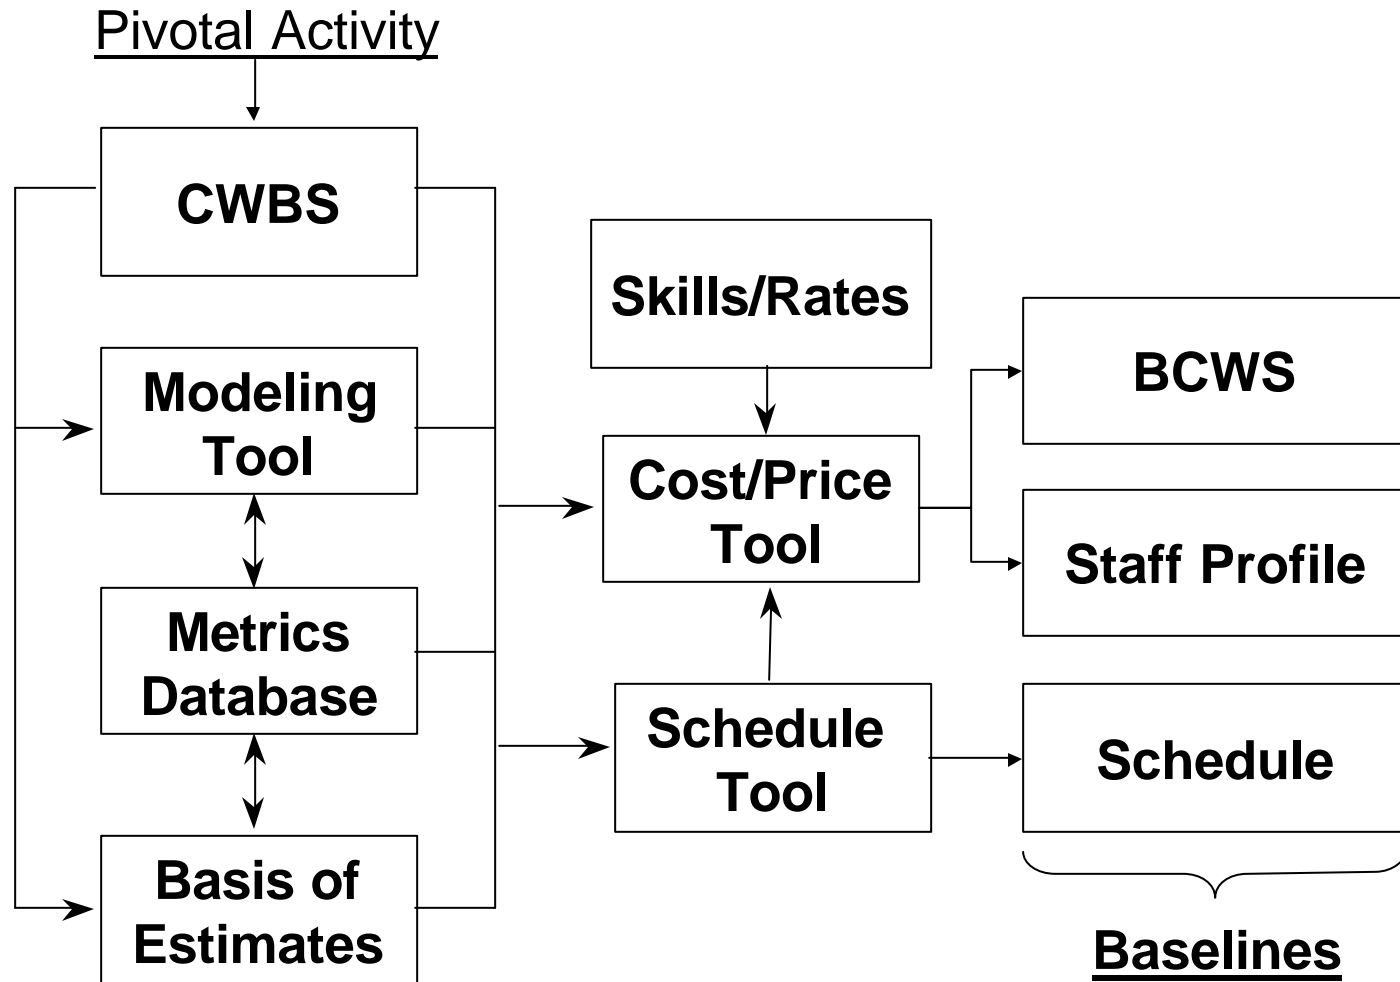 Pivotal Activity
CWBS
Skills/Rates
BCWS
Modeling
Tool
Cost/Price
Tool
Staff Profile
Metrics
Database
Schedule
Tool
Schedule
Basis of
Estimates
Baselines